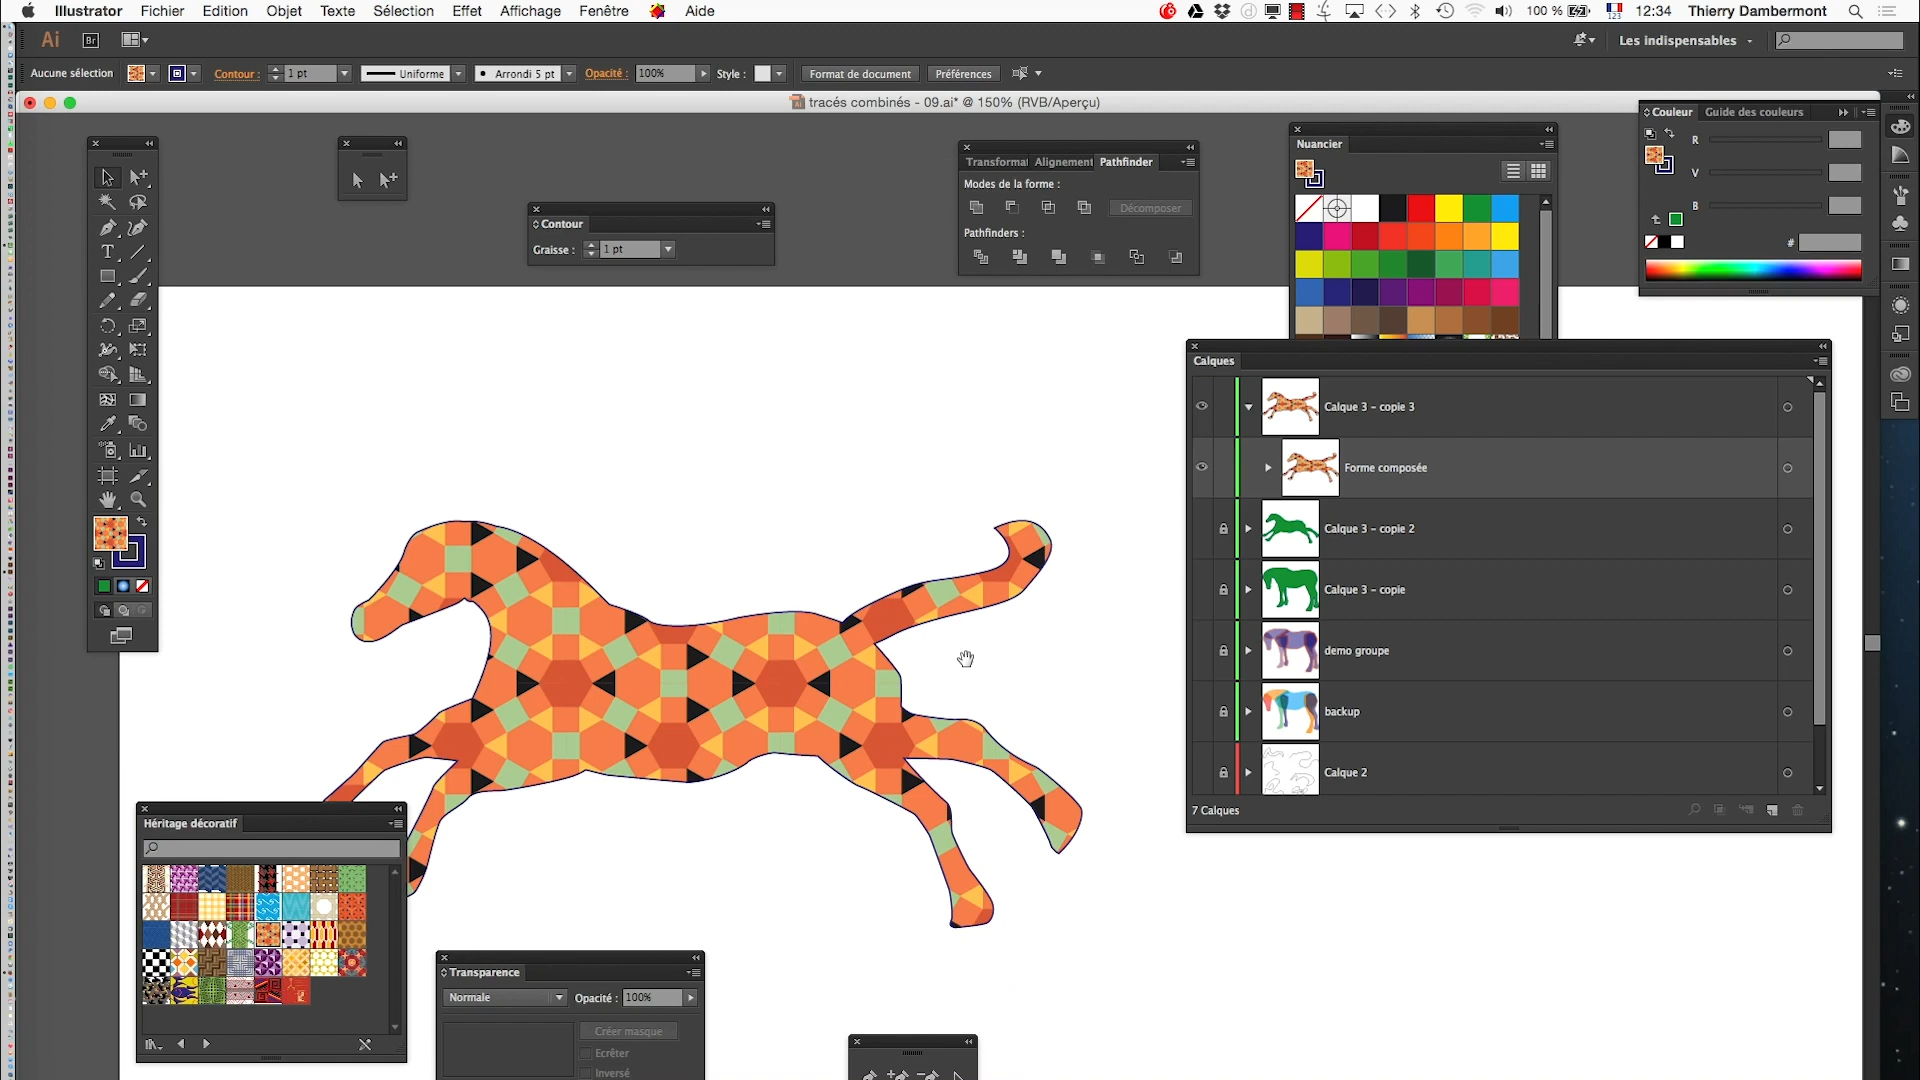 Illustrator Fichier Edition Objet Texte Sélection Effet Affichage Fenêtre Aide 100 % 12:34 Thierry Dambermont
Ai Br Les indispensables
Aucune sélection Contour : 1 pt Uniforme Arrondi 5 pt Opacité : 100% Style : Format de document Préférences
tracés combinés - 09.ai* @ 150% (RVB/Aperçu)
Couleur Guide des couleurs
R
V
B
#
Nuancier
Transformat Alignement Pathfinder
Modes de la forme :
Décomposer
Pathfinders :
Contour
Graisse : 1 pt
Calques
Calque 3 - copie 3
Forme composée
Calque 3 - copie 2
Calque 3 - copie
demo groupe
backup
Calque 2
7 Calques
Héritage décoratif
Transparence
Normale Opacité : 100%
Créer masque
Ecrêter
Inversé